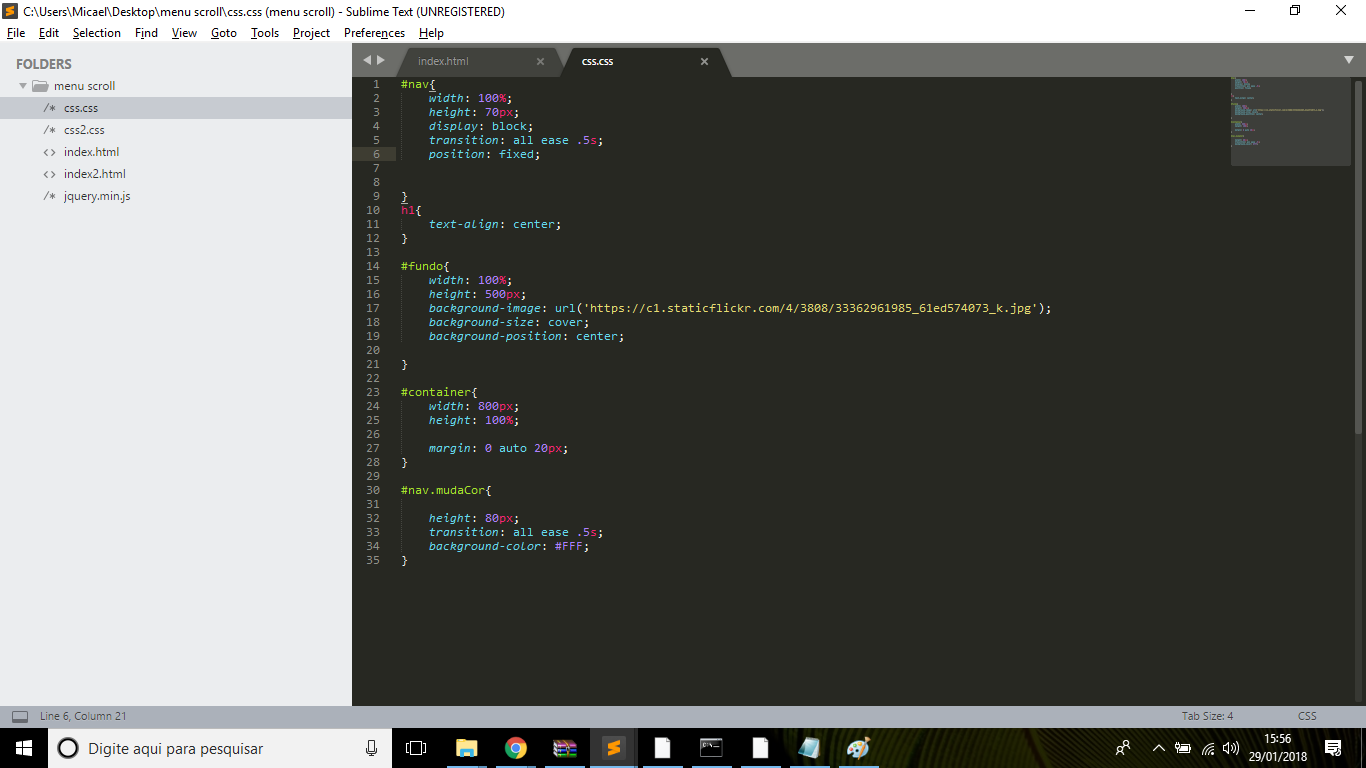 C:\Users\Micael\Desktop\menu scroll\css.css (menu scroll) - Sublime Text (UNREGISTERED)
File Edit Selection Find View Goto Tools Project Preferences Help
FOLDERS
menu scroll
/* css.css
/* css2.css
<> index.html
<> index2.html
/* jquery.min.js
index.html
css.css
1 #nav{
2 width: 100%;
3 height: 70px;
4 display: block;
5 transition: all ease .5s;
6 position: fixed;
7
8
9 }
10 h1{
11 text-align: center;
12 }
13
14 #fundo{
15 width: 100%;
16 height: 500px;
17 background-image: url('https://c1.staticflickr.com/4/3808/33362961985_61ed574073_k.jpg');
18 background-size: cover;
19 background-position: center;
20
21 }
22
23 #container{
24 width: 800px;
25 height: 100%;
26
27 margin: 0 auto 20px;
28 }
29
30 #nav.mudaCor{
31
32 height: 80px;
33 transition: all ease .5s;
34 background-color: #FFF;
35 }
Line 6, Column 21
Tab Size: 4
CSS
Digite aqui para pesquisar
15:56
29/01/2018